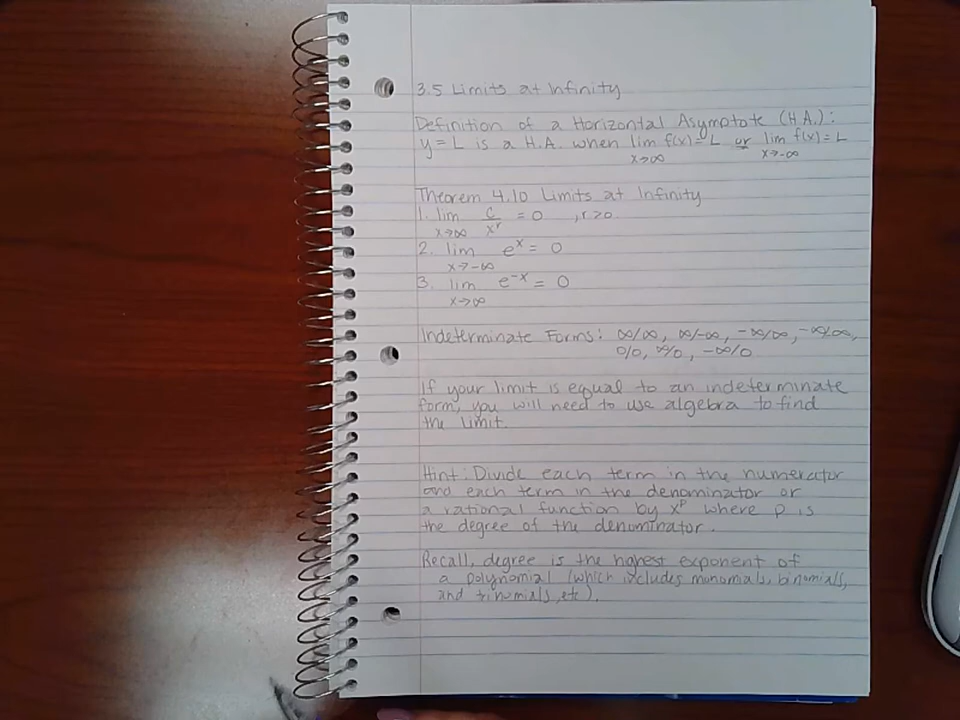 3.5 Limits at Infinity
Definition of a Horizontal Asymptote (H.A.):
y = L is a H.A. when lim f(x) = L or lim f(x) = L
x→∞ x→-∞
Theorem 4.10 Limits at Infinity
1. lim c/x^r = 0 , r>0
x→∞
2. lim e^x = 0
x→-∞
3. lim e^-x = 0
x→∞
Indeterminate Forms: ∞/∞, ∞/-∞, -∞/∞, -∞/-∞,
0/0, ∞/0, -∞/0
If your limit is equal to an indeterminate
form, you will need to use algebra to find
the limit.
Hint: Divide each term in the numerator
and each term in the denominator or
a rational function by x^p where p is
the degree of the denominator.
Recall, degree is the highest exponent of
a polynomial (which includes monomials, binomials,
and trinomials, etc).